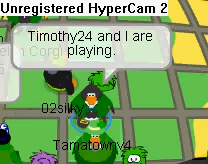 Unregistered HyperCam 2
Timothy24 and I are
playing.
02silky
Tamatowny4